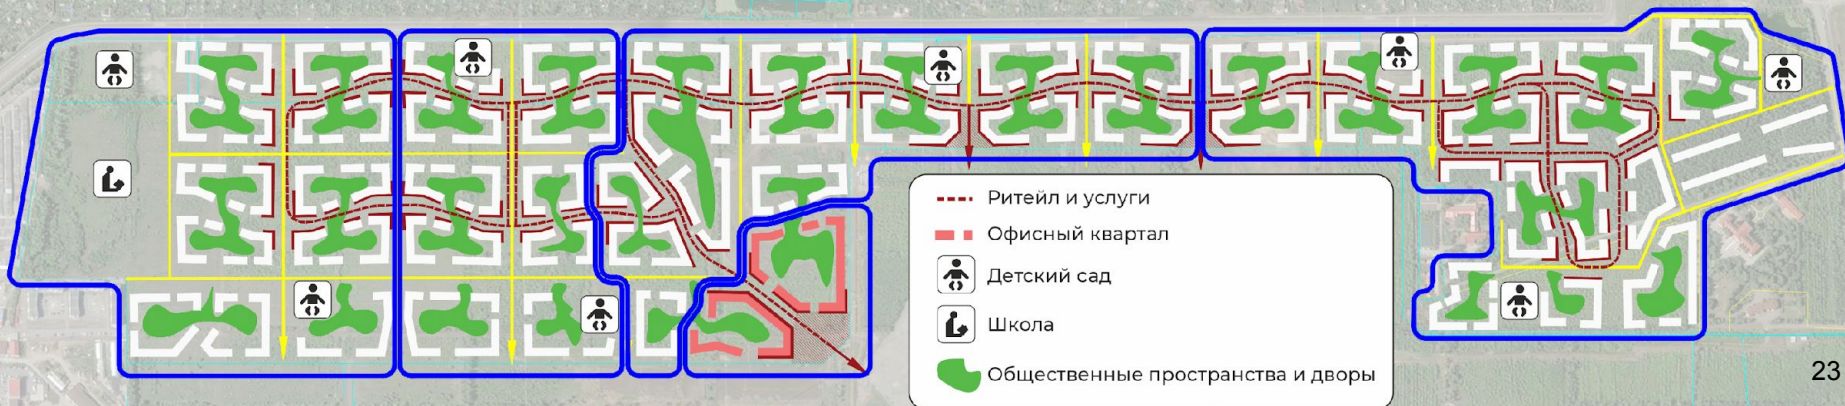 Ритейл и услуги
Офисный квартал
Детский сад
Школа
Общественные пространства и дворы
23